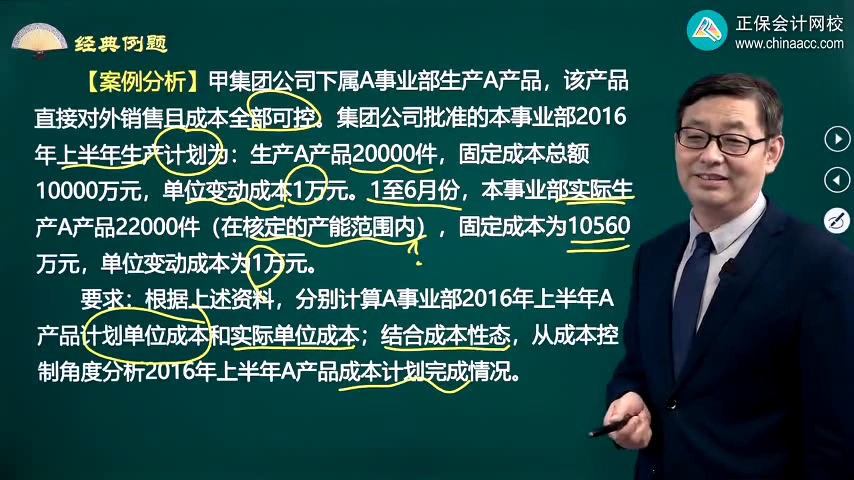 经典例题
正保会计网校
www.chinaacc.com
【案例分析】甲集团公司下属A事业部生产A产品，该产品
直接对外销售且成本全部可控。集团公司批准的本事业部2016
年上半年生产计划为：生产A产品20000件，固定成本总额
10000万元，单位变动成本1万元。1至6月份，本事业部实际生
产A产品22000件（在核定的产能范围内），固定成本为10560
万元，单位变动成本为1万元。
要求：根据上述资料，分别计算A事业部2016年上半年A
产品计划单位成本和实际单位成本；结合成本性态，从成本控
制角度分析2016年上半年A产品成本计划完成情况。